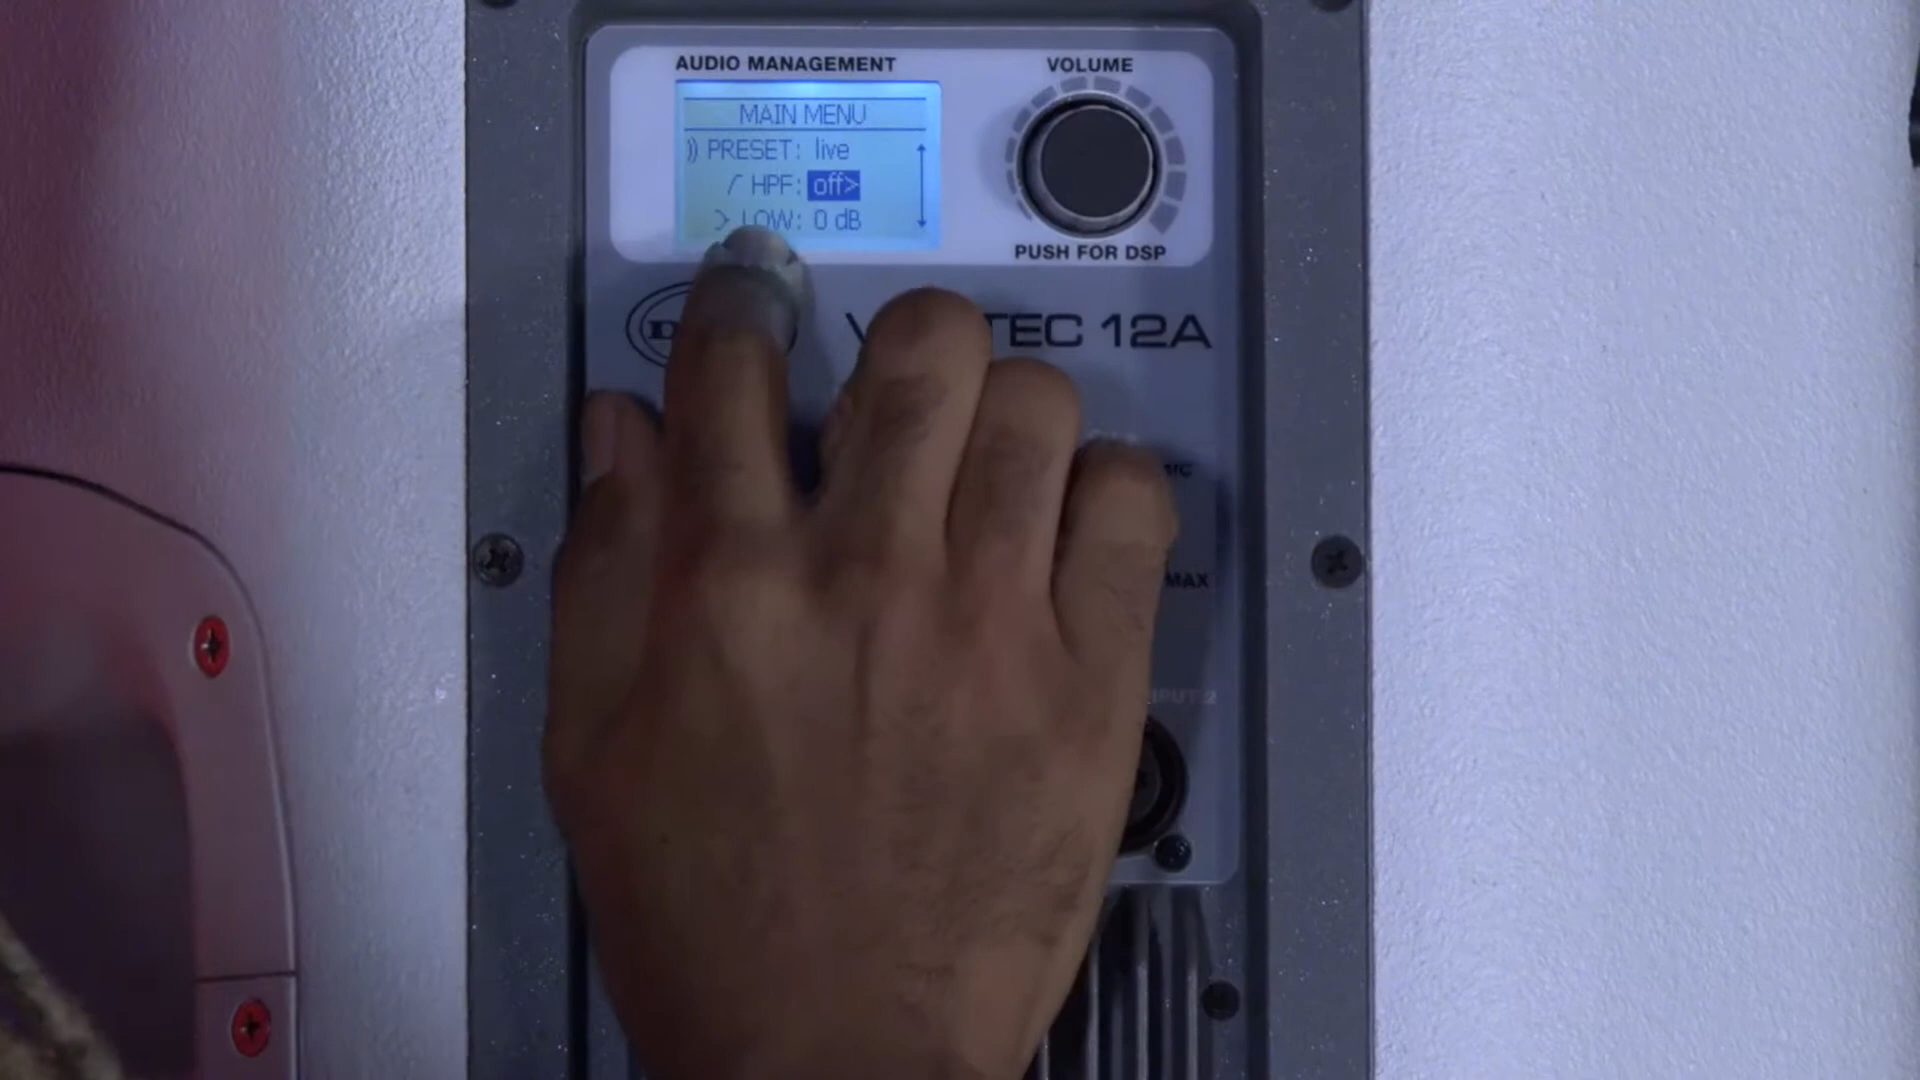 AUDIO MANAGEMENT
VOLUME
MAIN MENU
PRESET: live
HPF: off>
LOW: 0 dB
PUSH FOR DSP
TEC 12A
MAX